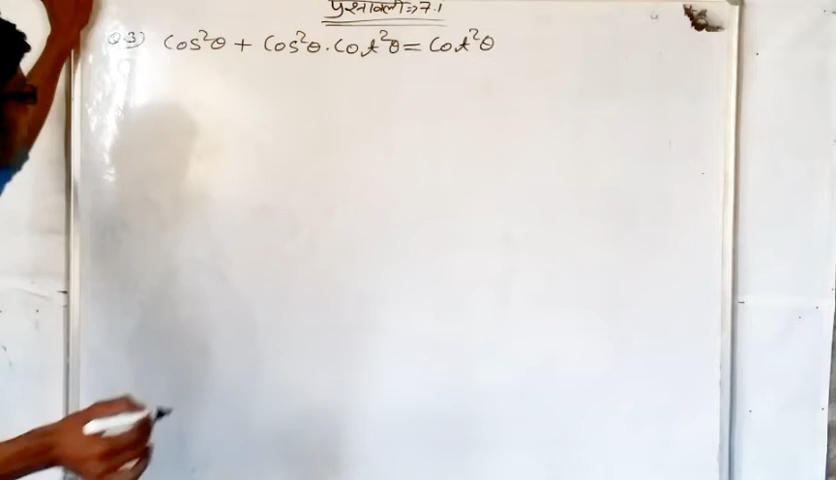 प्रश्नावली⇒7.1
Q3) Cos²θ + Cos²θ·Cot²θ = Cot²θ